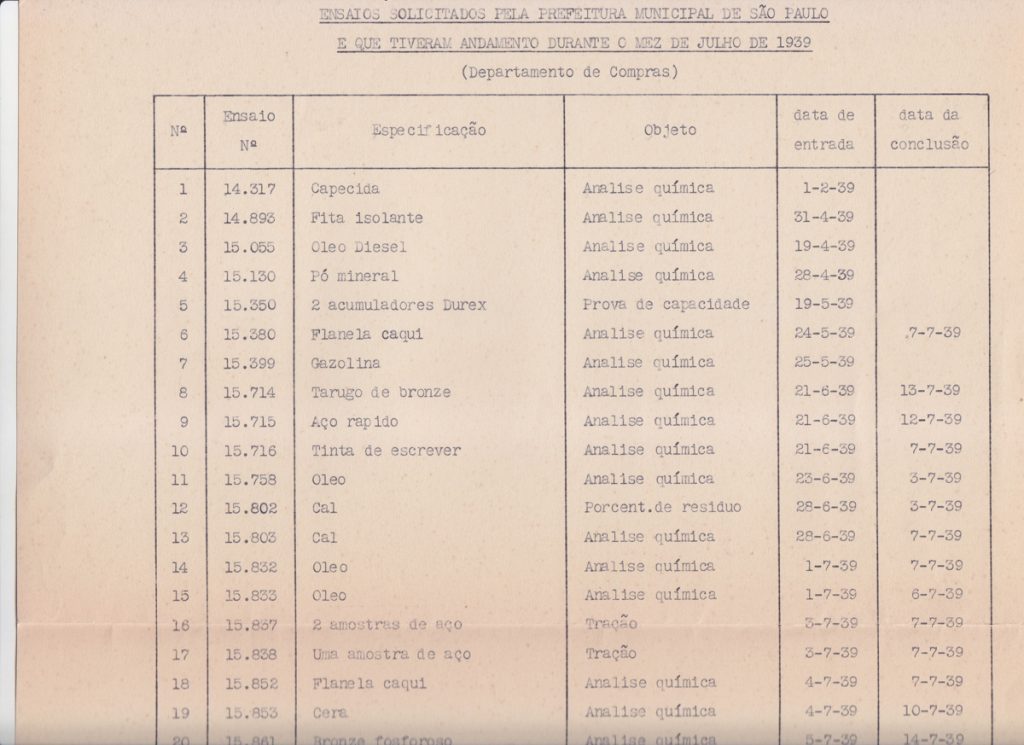 ENSAIOS SOLICITADOS PELA PREFEITURA MUNICIPAL DE SÃO PAULO
E QUE TIVERAM ANDAMENTO DURANTE O MEZ DE JULHO DE 1939
(Departamento de Compras)
Nº Ensaio Nº Especificação Objeto data de entrada data da conclusão
1 14.317 Capecida Analise química 1-2-39
2 14.893 Fita isolante Analise química 31-4-39
3 15.055 Oleo Diesel Analise química 19-4-39
4 15.130 Pó mineral Analise química 28-4-39
5 15.350 2 acumuladores Durex Prova de capacidade 19-5-39
6 15.380 Flanela caqui Analise química 24-5-39 7-7-39
7 15.399 Gazolina Analise química 25-5-39
8 15.714 Tarugo de bronze Analise química 21-6-39 13-7-39
9 15.715 Aço rapido Analise química 21-6-39 12-7-39
10 15.716 Tinta de escrever Analise química 21-6-39 7-7-39
11 15.758 Oleo Analise química 23-6-39 3-7-39
12 15.802 Cal Porcent.de residuo 28-6-39 3-7-39
13 15.803 Cal Analise química 28-6-39 7-7-39
14 15.832 Oleo Analise química 1-7-39 7-7-39
15 15.833 Oleo Analise química 1-7-39 6-7-39
16 15.837 2 amostras de aço Tração 3-7-39 7-7-39
17 15.838 Uma amostra de aço Tração 3-7-39 7-7-39
18 15.852 Flanela caqui Analise química 4-7-39 7-7-39
19 15.853 Cera Analise química 4-7-39 10-7-39
20 15.861 Bronze fosforoso Analise química 5-7-39 14-7-39